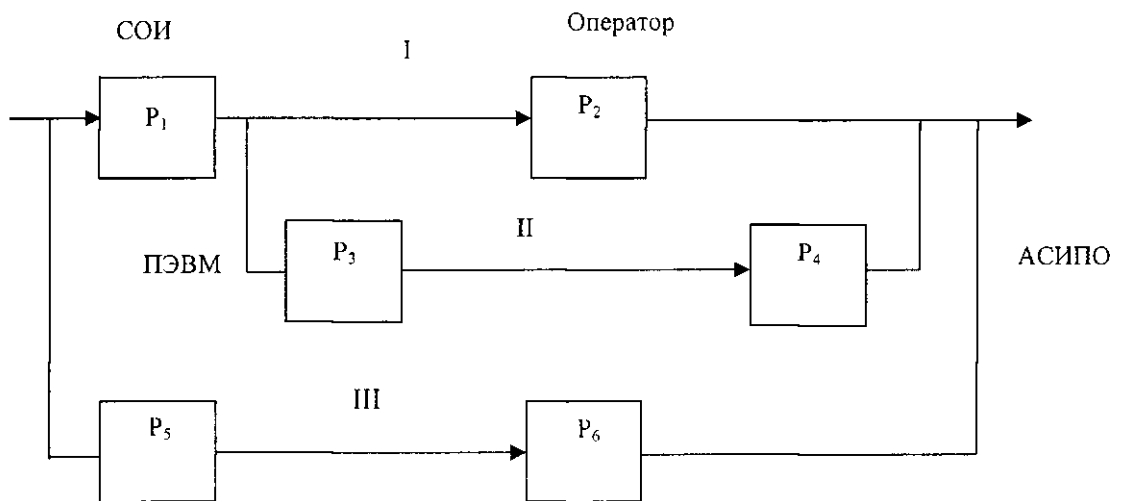 СОИ
Оператор
I
P₁
P₂
II
ПЭВМ
P₃
P₄
АСИПО
III
P₅
P₆